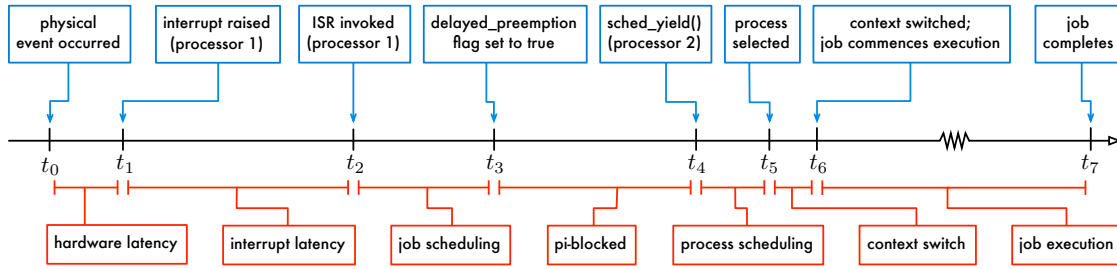 physical
event occurred
interrupt raised
(processor 1)
ISR invoked
(processor 1)
delayed_preemption
flag set to true
sched_yield()
(processor 2)
process
selected
context switched;
job commences execution
job
completes
t0
t1
t2
t3
t4
t5
t6
t7
hardware latency
interrupt latency
job scheduling
pi-blocked
process scheduling
context switch
job execution